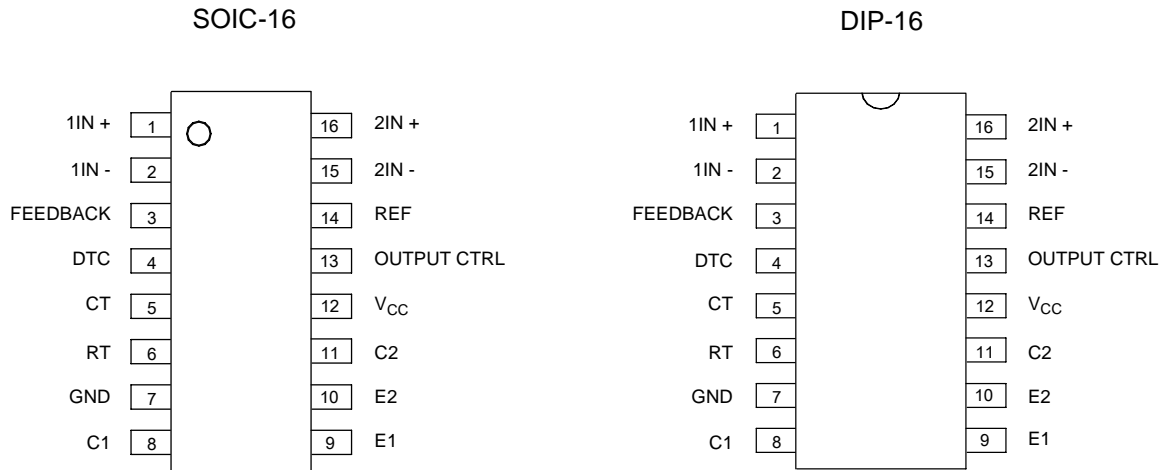 SOIC-16
1IN + 1 16 2IN +
1IN - 2 15 2IN -
FEEDBACK 3 14 REF
DTC 4 13 OUTPUT CTRL
CT 5 12 VCC
RT 6 11 C2
GND 7 10 E2
C1 8 9 E1
DIP-16
1IN + 1 16 2IN +
1IN - 2 15 2IN -
FEEDBACK 3 14 REF
DTC 4 13 OUTPUT CTRL
CT 5 12 VCC
RT 6 11 C2
GND 7 10 E2
C1 8 9 E1